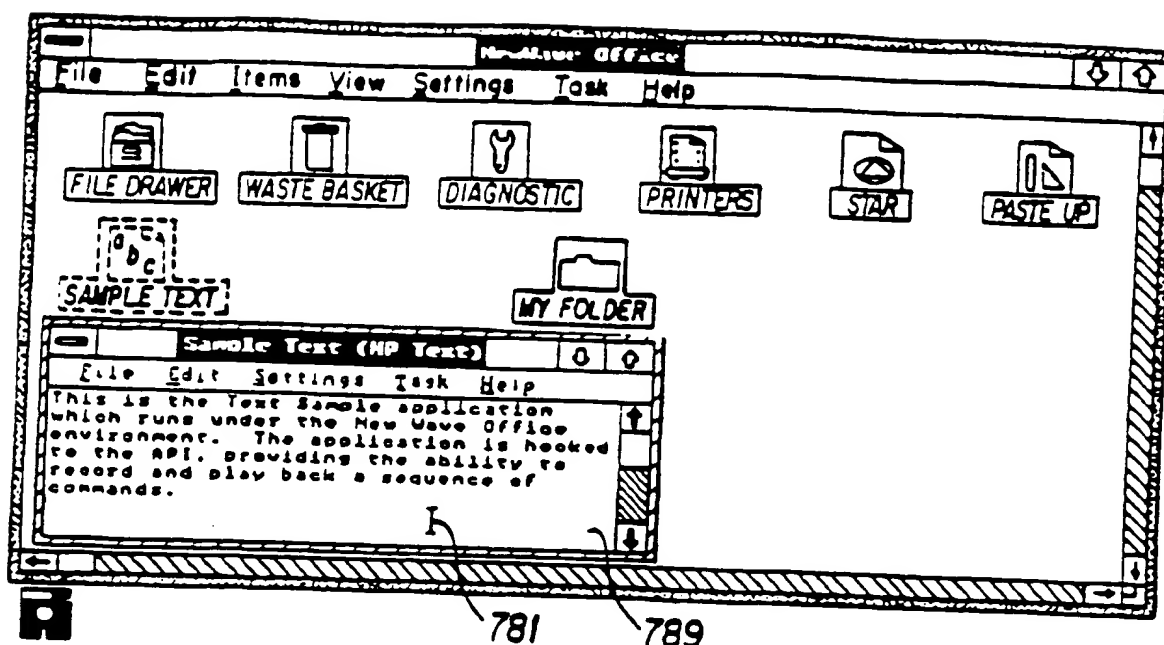 NewWave Office
File Edit Items View Settings Task Help
FILE DRAWER WASTE BASKET DIAGNOSTIC PRINTERS STAR PASTE UP
abc
SAMPLE TEXT MY FOLDER
Sample Text (HP Text)
File Edit Settings Task Help
This is the Text Sample application
which runs under the New Wave Office
environment. The application is hooked
to the API, providing the ability to
record and play back a sequence of
commands.
781 789